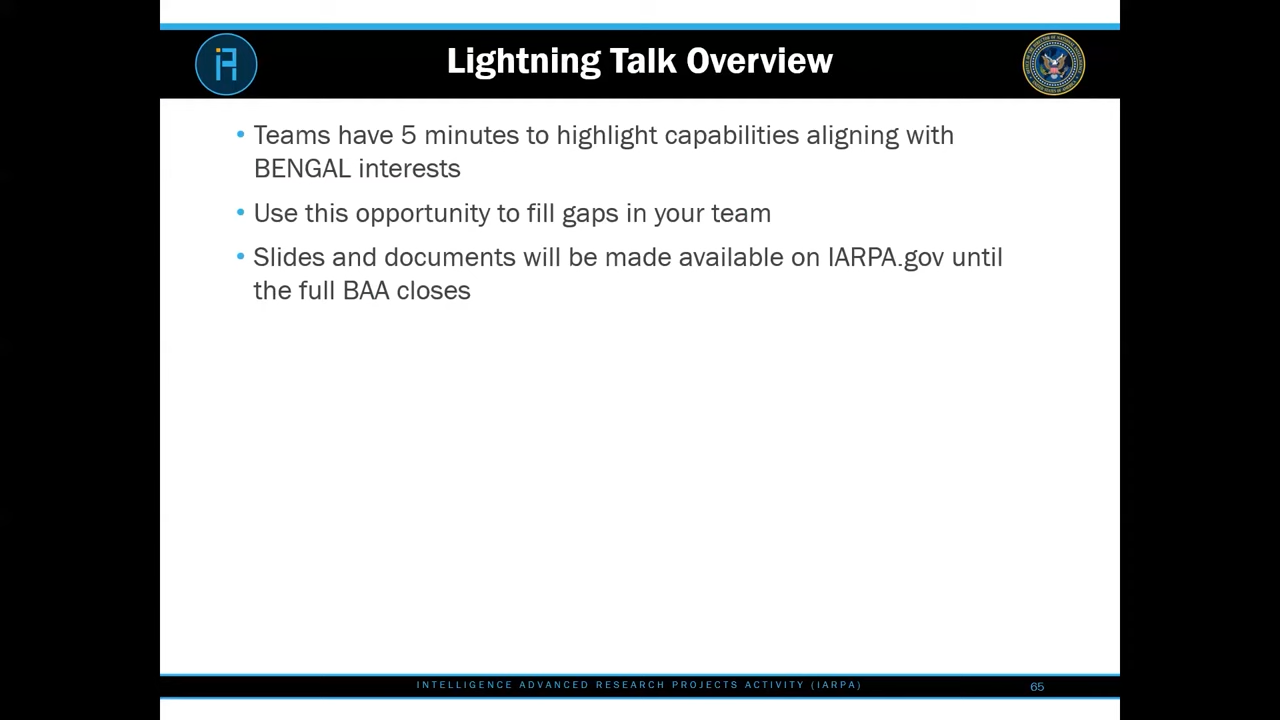 Lightning Talk Overview
• Teams have 5 minutes to highlight capabilities aligning with
BENGAL interests
• Use this opportunity to fill gaps in your team
• Slides and documents will be made available on IARPA.gov until
the full BAA closes
INTELLIGENCE ADVANCED RESEARCH PROJECTS ACTIVITY (IARPA)
65